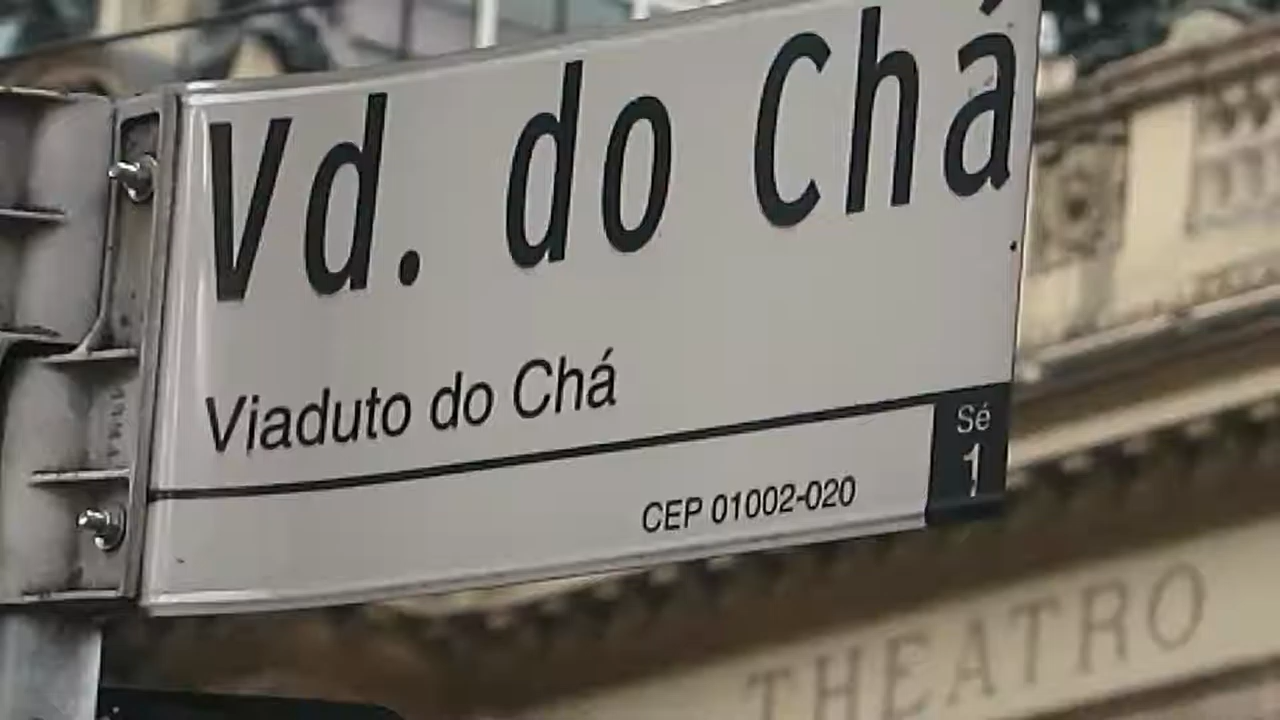 Vd. do Chá
Viaduto do Chá
Sé
1
CEP 01002-020
THEATRO